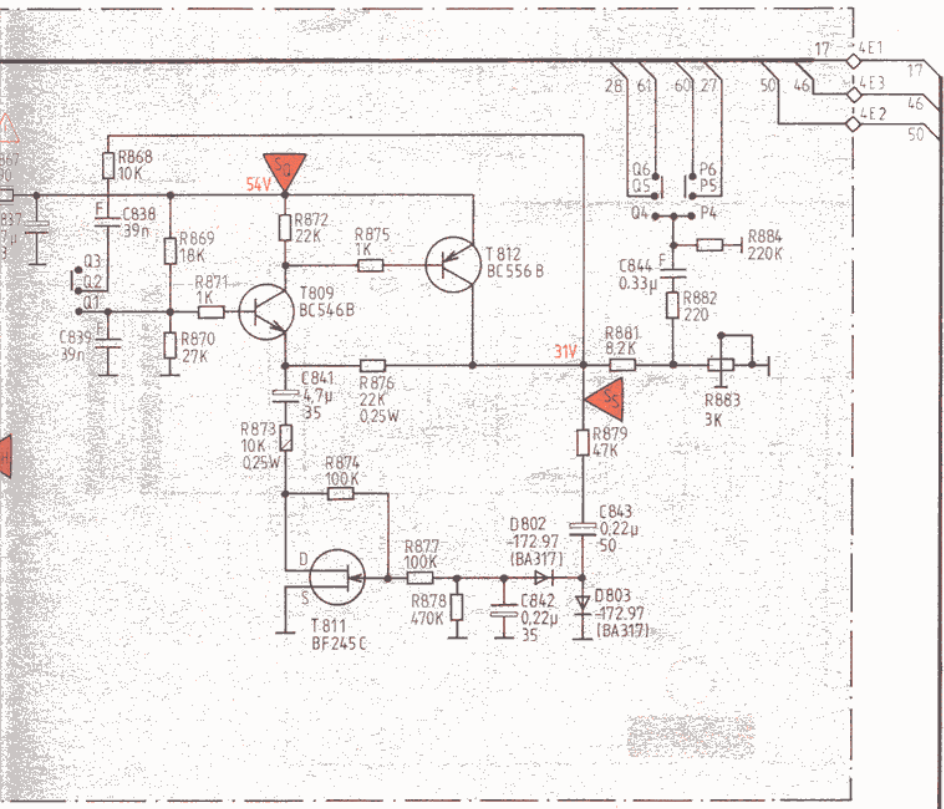 17
4E1
17
28
61
60
27
50
46
4E3
46
4E2
50
R868
10K
54V
SQ
Q6
Q5
P6
P5
F
C838
39n
Q4
P4
R872
22K
R875
1K
T812
BC556B
R884
220K
R869
18K
Q3
Q2
Q1
R871
1K
T809
BC546B
C844
0.33µ
F
R882
220
F
C839
39n
R870
27K
31V
R881
8,2K
R883
3K
C841
4,7µ
35
R876
22K
0,25W
SS
R873
10K
0,25W
R879
47K
R874
100K
C843
0,22µ
50
D802
-172.97
(BA317)
D
S
R877
100K
R878
470K
C842
0,22µ
35
D803
-172.97
(BA317)
T811
BF245C
H